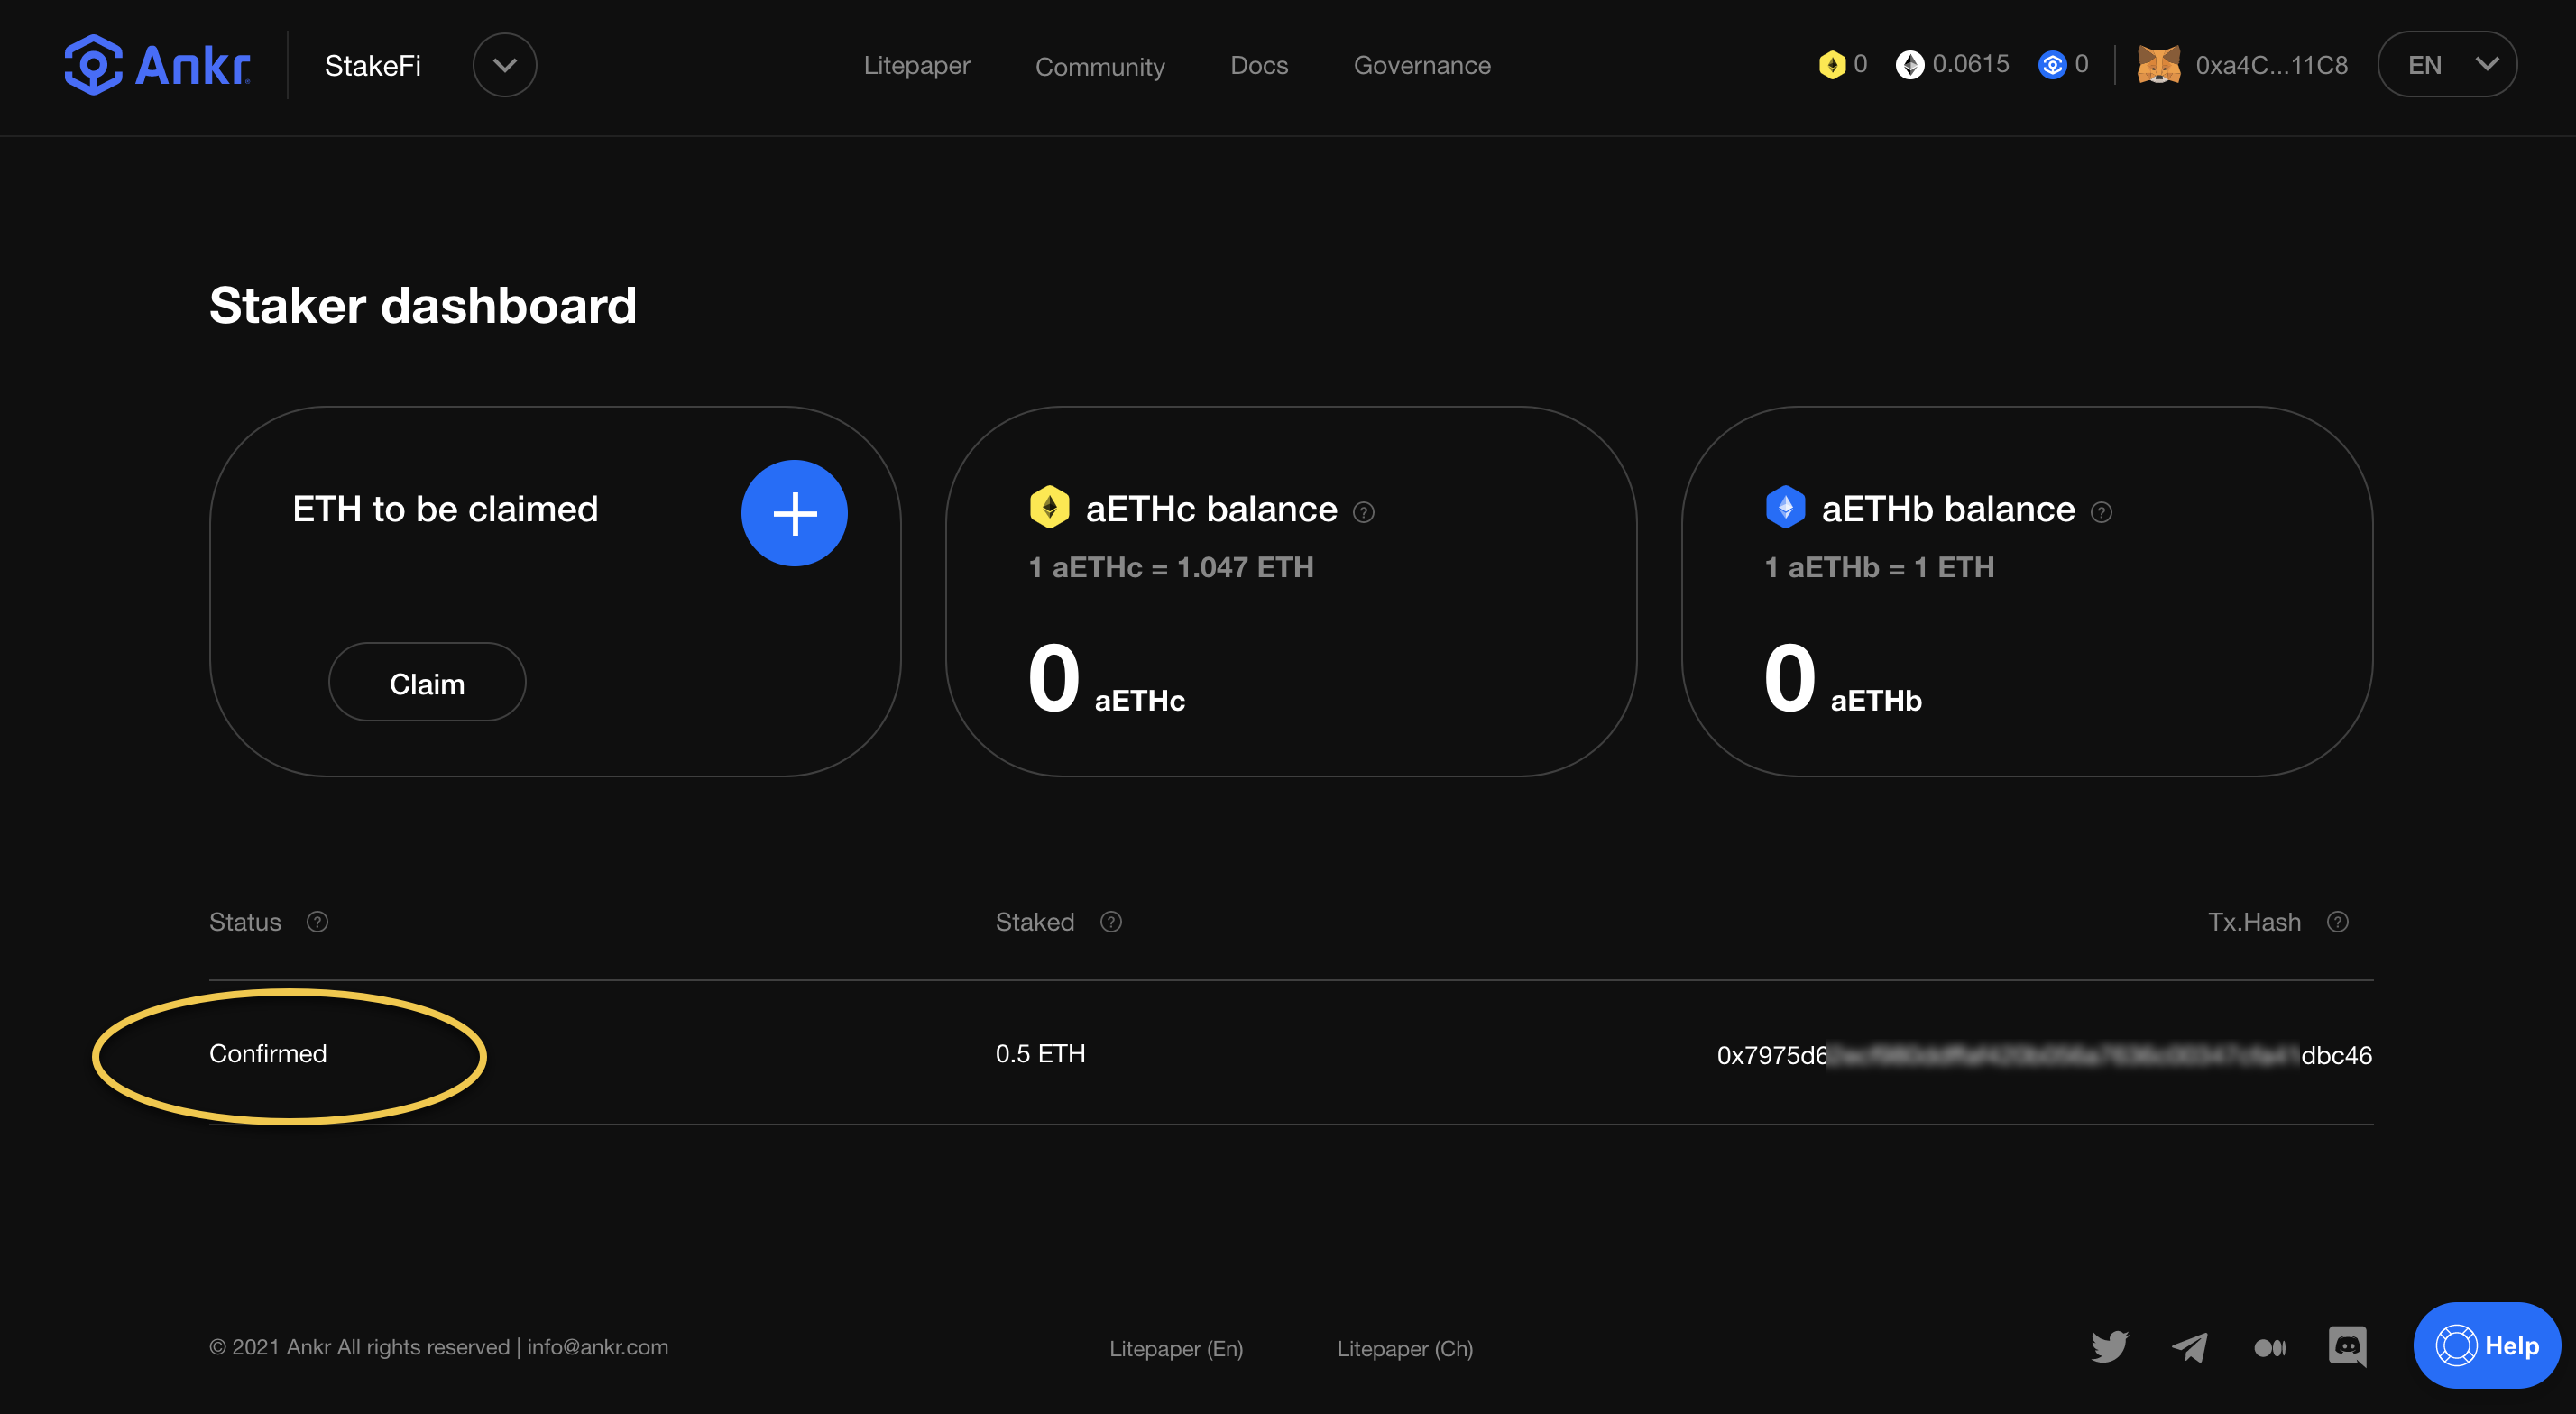 Ankr StakeFi Litepaper Community Docs Governance 0 0.0615 0 0xa4C...11C8 EN
Staker dashboard
ETH to be claimed
Claim
aETHc balance ?
1 aETHc = 1.047 ETH
0 aETHc
aETHb balance ?
1 aETHb = 1 ETH
0 aETHb
Status ? Staked ? Tx.Hash ?
Confirmed 0.5 ETH 0x7975d6 dbc46
© 2021 Ankr All rights reserved | info@ankr.com Litepaper (En) Litepaper (Ch) Help